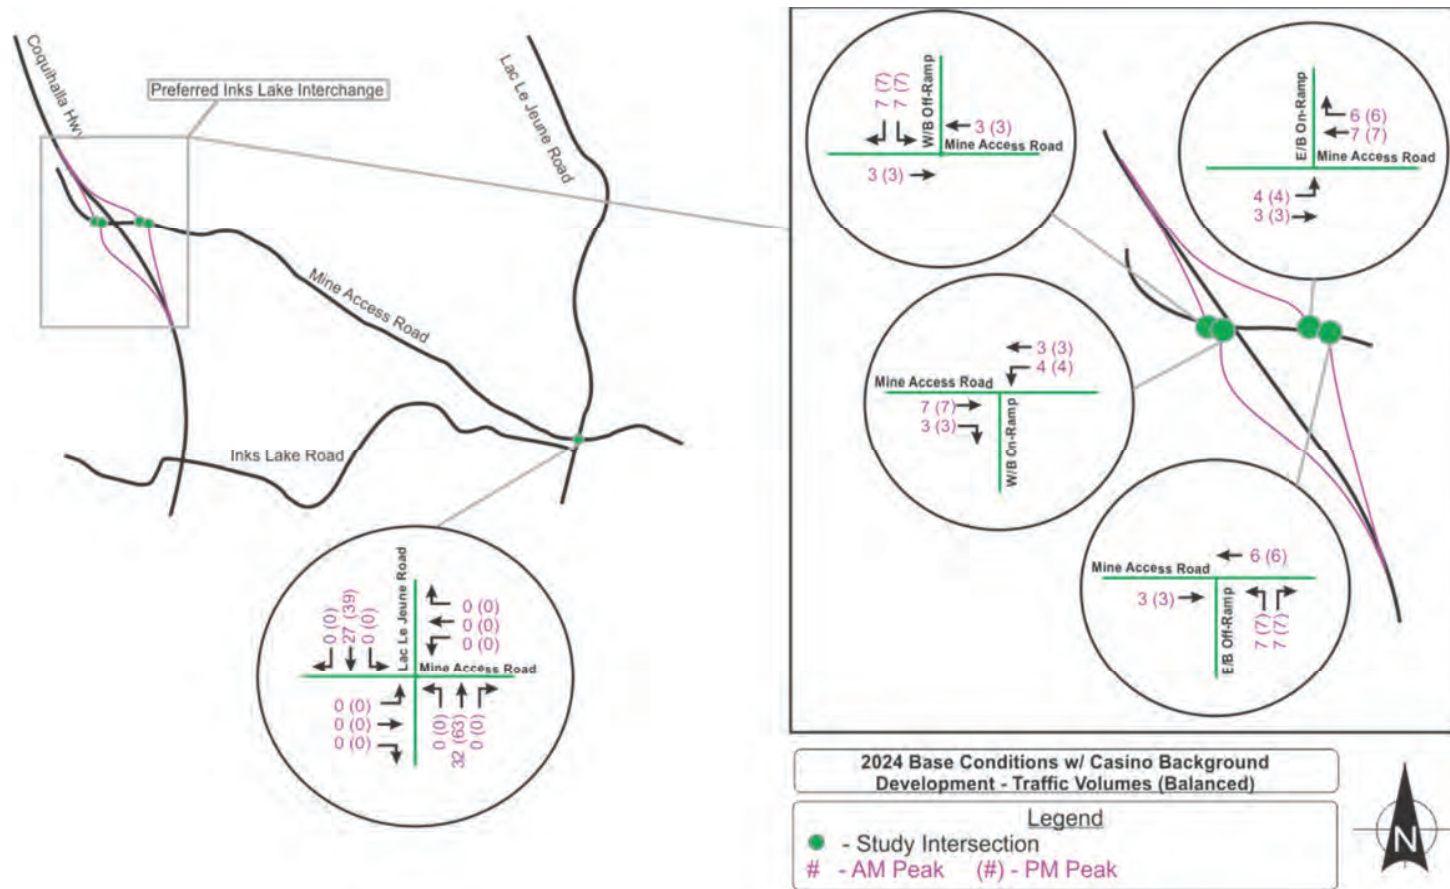 Coquihalla Hwy
Preferred Inks Lake Interchange
Lac Le Jeune Road
Mine Access Road
Inks Lake Road
Lac Le Jeune Road
0 (0)
27 (39)
0 (0)
0 (0)
0 (0)
0 (0)
Mine Access Road
0 (0)
0 (0)
0 (0)
0 (0)
32 (63)
0 (0)
7 (7)
7 (7)
W/B Off-Ramp
3 (3)
Mine Access Road
3 (3)
E/B On-Ramp
6 (6)
7 (7)
Mine Access Road
4 (4)
3 (3)
3 (3)
4 (4)
Mine Access Road
7 (7)
3 (3)
W/B On-Ramp
6 (6)
Mine Access Road
3 (3)
E/B Off-Ramp
7 (7)
7 (7)
2024 Base Conditions w/ Casino Background
Development - Traffic Volumes (Balanced)
Legend
- Study Intersection
# - AM Peak (#) - PM Peak
N